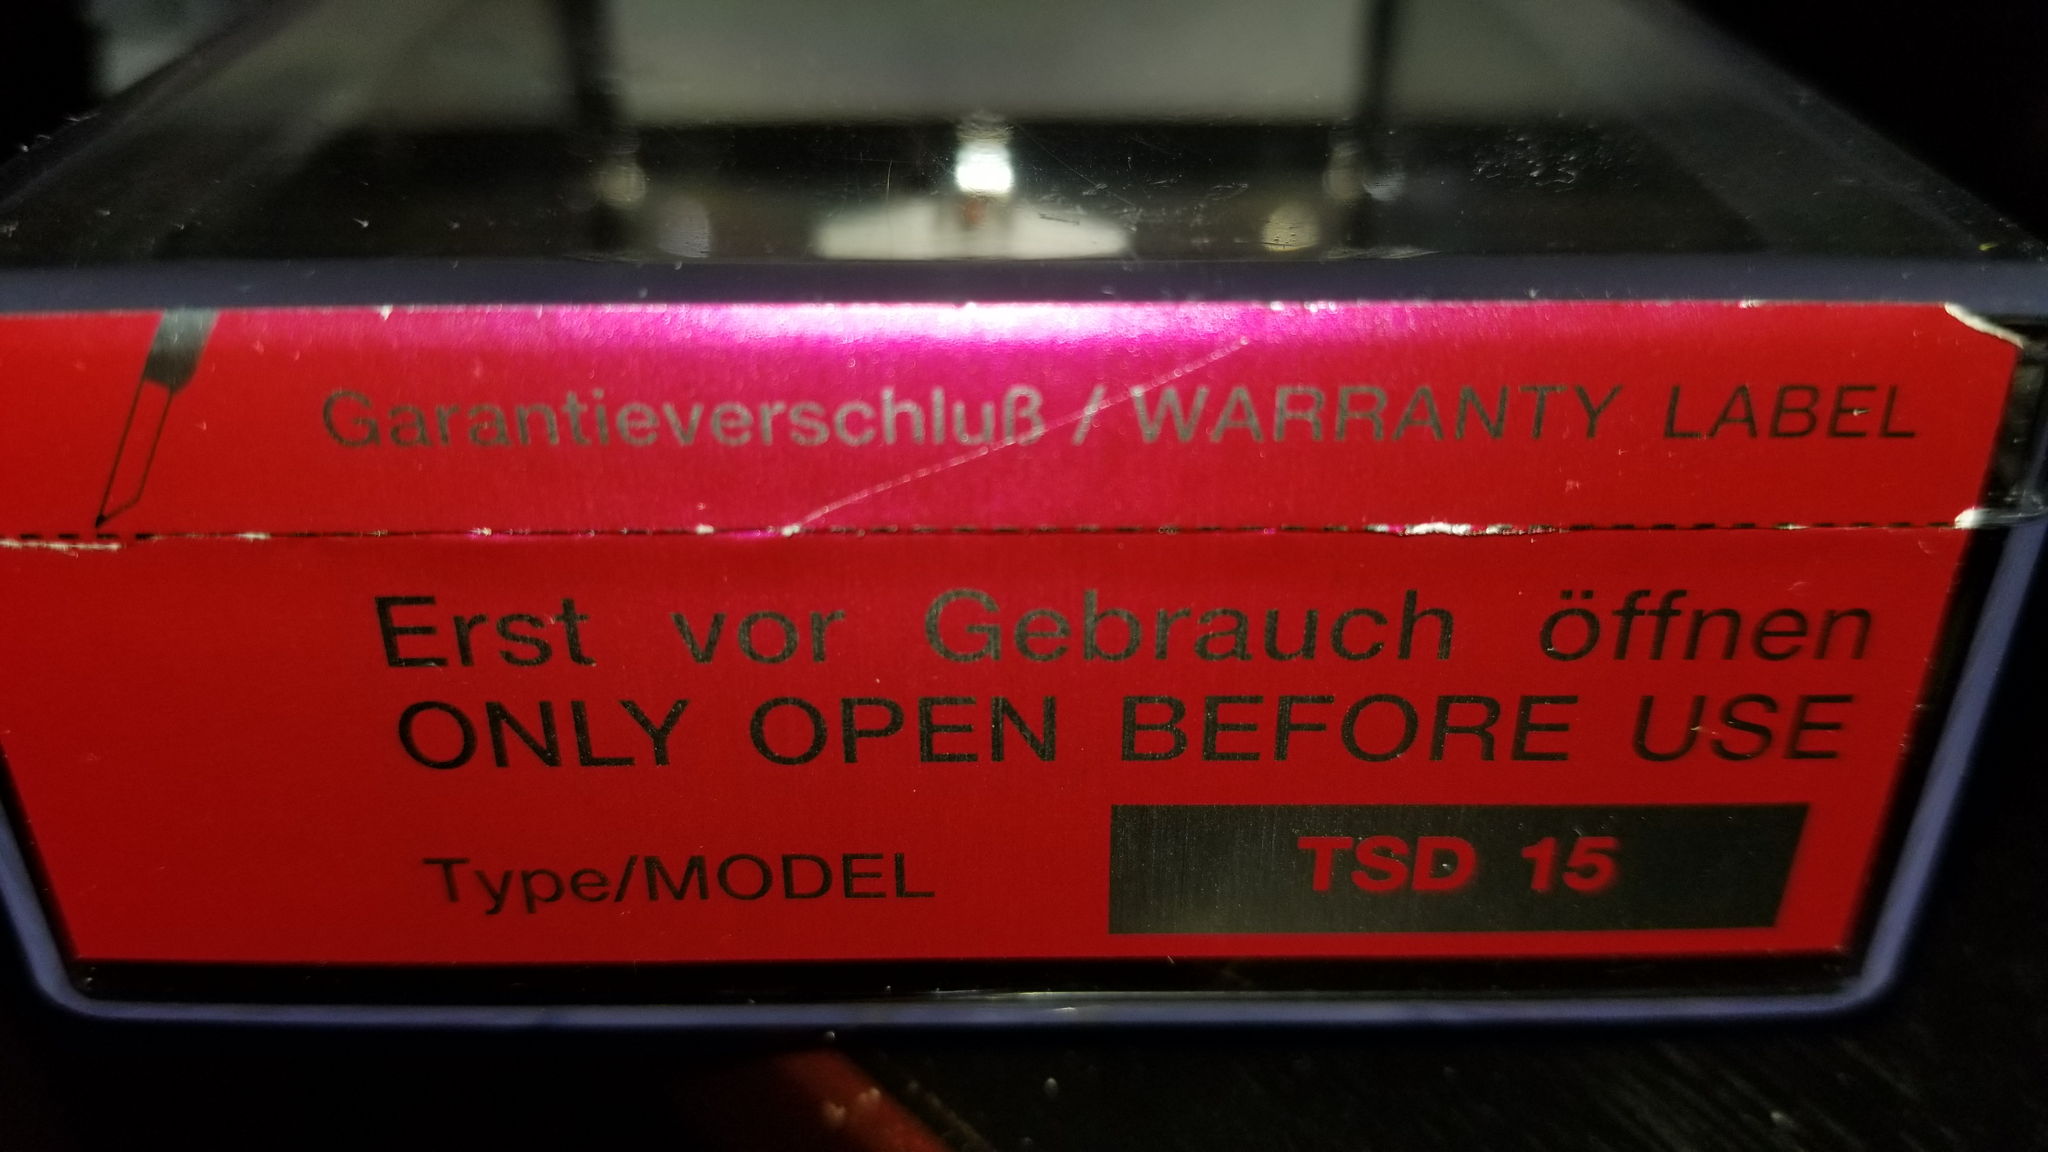 Garantieverschluß / WARRANTY LABEL
Erst vor Gebrauch öffnen
ONLY OPEN BEFORE USE
Type/MODEL TSD 15